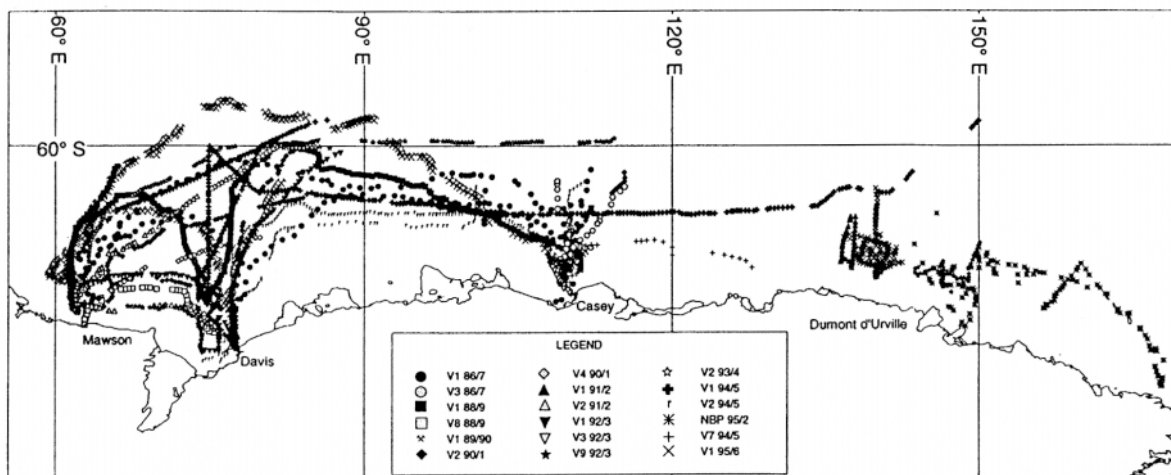 60° E
90° E
120° E
150° E
60° S
Mawson
Davis
Casey
Dumont d'Urville
LEGEND
V1 86/7
V3 86/7
V1 88/9
V8 88/9
V1 89/90
V2 90/1
V4 90/1
V1 91/2
V2 91/2
V1 92/3
V3 92/3
V9 92/3
V2 93/4
V1 94/5
V2 94/5
NBP 95/2
V7 94/5
V1 95/6